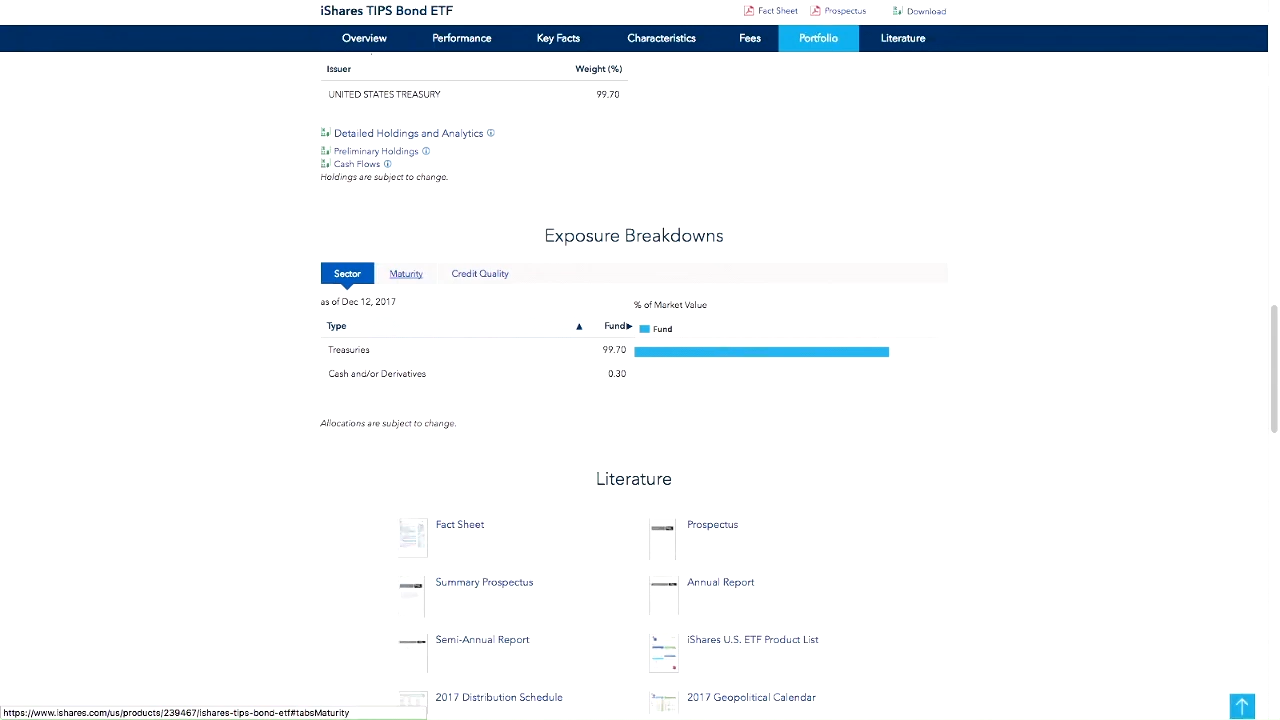 iShares TIPS Bond ETF
Fact Sheet Prospectus Download
Overview Performance Key Facts Characteristics Fees Portfolio Literature
Issuer Weight (%)
UNITED STATES TREASURY 99.70
Detailed Holdings and Analytics
Preliminary Holdings
Cash Flows
Holdings are subject to change.
Exposure Breakdowns
Sector Maturity Credit Quality
as of Dec 12, 2017
% of Market Value
Type Fund
Fund
Treasuries 99.70
Cash and/or Derivatives 0.30
Allocations are subject to change.
Literature
Fact Sheet Prospectus
Summary Prospectus Annual Report
Semi-Annual Report iShares U.S. ETF Product List
2017 Distribution Schedule 2017 Geopolitical Calendar
https://www.ishares.com/us/products/239467/ishares-tips-bond-etf#tabsMaturity